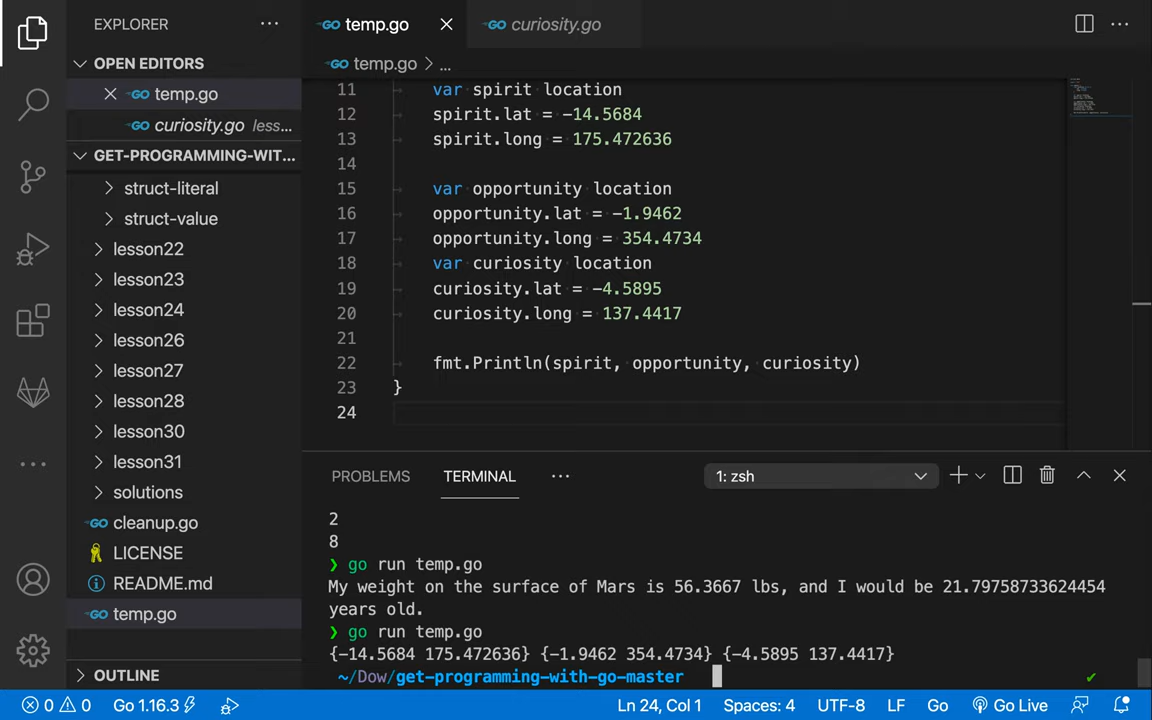 EXPLORER
OPEN EDITORS
temp.go
curiosity.go less...
GET-PROGRAMMING-WIT...
struct-literal
struct-value
lesson22
lesson23
lesson24
lesson26
lesson27
lesson28
lesson30
lesson31
solutions
cleanup.go
LICENSE
README.md
temp.go
OUTLINE
temp.go
curiosity.go
temp.go > ...
11 var spirit location
12 spirit.lat = -14.5684
13 spirit.long = 175.472636
14
15 var opportunity location
16 opportunity.lat = -1.9462
17 opportunity.long = 354.4734
18 var curiosity location
19 curiosity.lat = -4.5895
20 curiosity.long = 137.4417
21
22 fmt.Println(spirit, opportunity, curiosity)
23 }
24
PROBLEMS TERMINAL ... 1: zsh
2
8
❯ go run temp.go
My weight on the surface of Mars is 56.3667 lbs, and I would be 21.79758733624454
years old.
❯ go run temp.go
{-14.5684 175.472636} {-1.9462 354.4734} {-4.5895 137.4417}
~/Dow/get-programming-with-go-master
0 0 Go 1.16.3 Ln 24, Col 1 Spaces: 4 UTF-8 LF Go Go Live